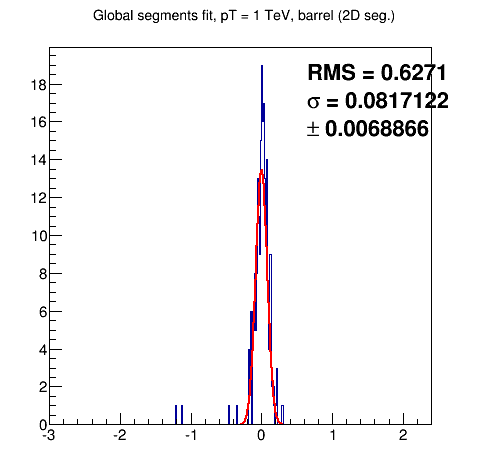 Global segments fit, pT = 1 TeV, barrel (2D seg.)
RMS = 0.6271
σ = 0.0817122
± 0.0068866
18
16
14
12
10
8
6
4
2
0
-3 -2 -1 0 1 2